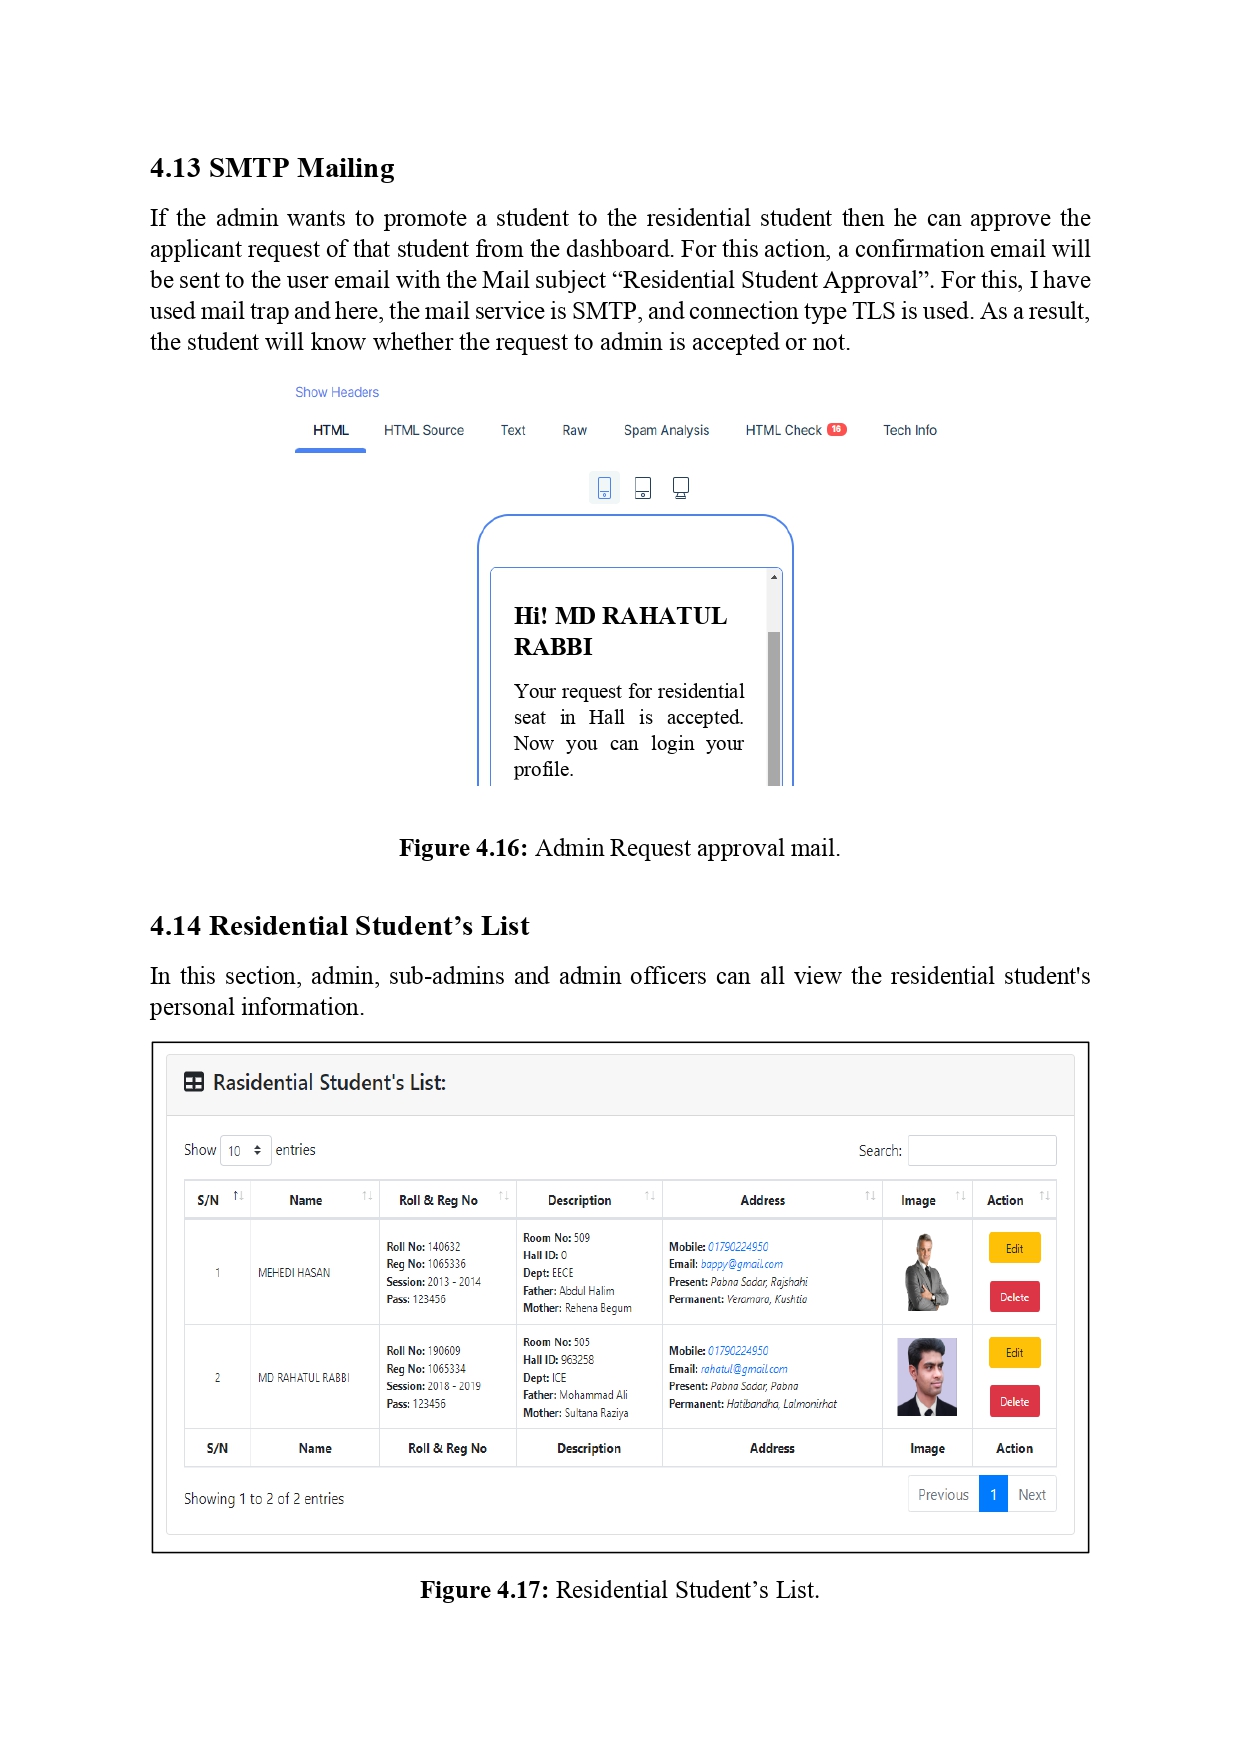 4.13 SMTP Mailing
If the admin wants to promote a student to the residential student then he can approve the
applicant request of that student from the dashboard. For this action, a confirmation email will
be sent to the user email with the Mail subject “Residential Student Approval”. For this, I have
used mail trap and here, the mail service is SMTP, and connection type TLS is used. As a result,
the student will know whether the request to admin is accepted or not.
Show Headers
HTML HTML Source Text Raw Spam Analysis HTML Check 16 Tech Info
Hi! MD RAHATUL
RABBI
Your request for residential
seat in Hall is accepted.
Now you can login your
profile.
Figure 4.16: Admin Request approval mail.
4.14 Residential Student’s List
In this section, admin, sub-admins and admin officers can all view the residential student's
personal information.
Rasidential Student's List:
Show 10 entries Search:
S/N Name Roll & Reg No Description Address Image Action
1
MEHEDI HASAN
Roll No: 140632
Reg No: 1065336
Session: 2013 - 2014
Pass: 123456
Room No: 509
Hall ID: 0
Dept: EECE
Father: Abdul Halim
Mother: Rehena Begum
Mobile: 01790224950
Email: bappy@gmail.com
Present: Pabna Sadar, Rajshahi
Permanent: Veramara, Kushtia
Edit
Delete
2
MD RAHATUL RABBI
Roll No: 190609
Reg No: 1065334
Session: 2018 - 2019
Pass: 123456
Room No: 505
Hall ID: 963258
Dept: ICE
Father: Mohammad Ali
Mother: Sultana Raziya
Mobile: 01790224950
Email: rahatul@gmail.com
Present: Pabna Sadar, Pabna
Permanent: Hatibandha, Lalmonirhat
Edit
Delete
S/N Name Roll & Reg No Description Address Image Action
Showing 1 to 2 of 2 entries Previous 1 Next
Figure 4.17: Residential Student’s List.